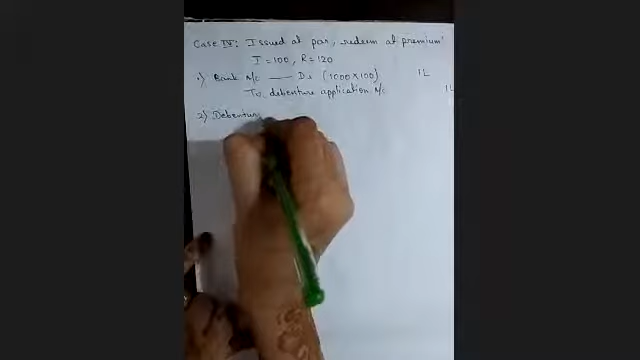 Case IV: Issued at par, redeem at premium
I = 100, R = 120
1) Bank A/c — Dr (1000×100) 1L
To debenture application A/c 1L
2) Debentur